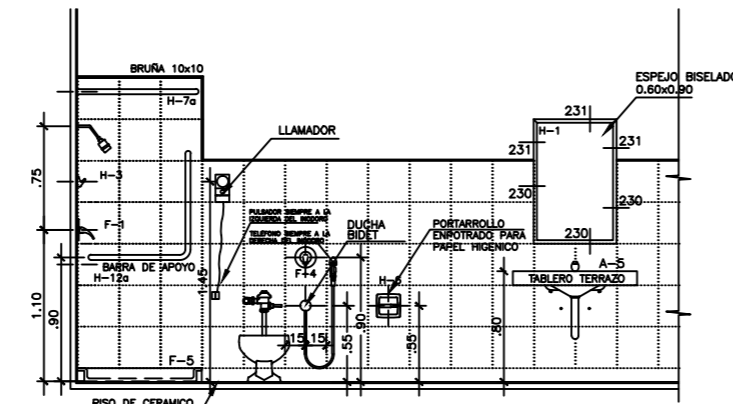 BRUÑA 10x10
H-7a
ESPEJO BISELADO
0.60x0.90
231
H-1
231
231
LLAMADOR
.75
H-3
230
230
230
F-1
PULSADOR SIEMPRE A LA
IZQUIERDA DEL INODORO
TELEFONO SIEMPRE A LA
DERECHA DEL INODORO
DUCHA
BIDET
PORTARROLLO
ENPOTRADO PARA
PAPEL HIGENICO
BARRA DE APOYO
H-12a
1.45
F-4
H-6
A-5
TABLERO TERRAZO
1.10
.90
15
15
.55
.90
.55
.80
F-5
PISO DE CERAMICO